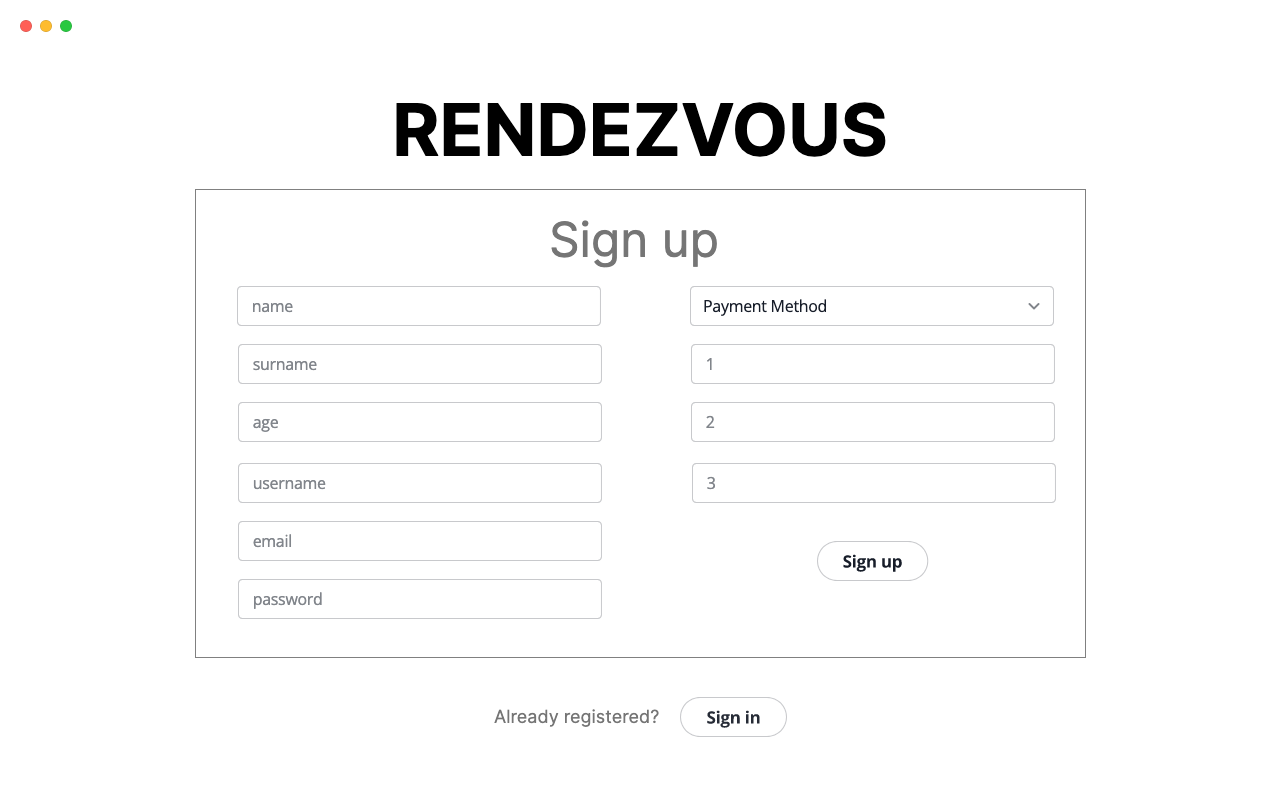 RENDEZVOUS
Sign up
name
surname
age
username
email
password
Payment Method
1
2
3
Sign up
Already registered?
Sign in